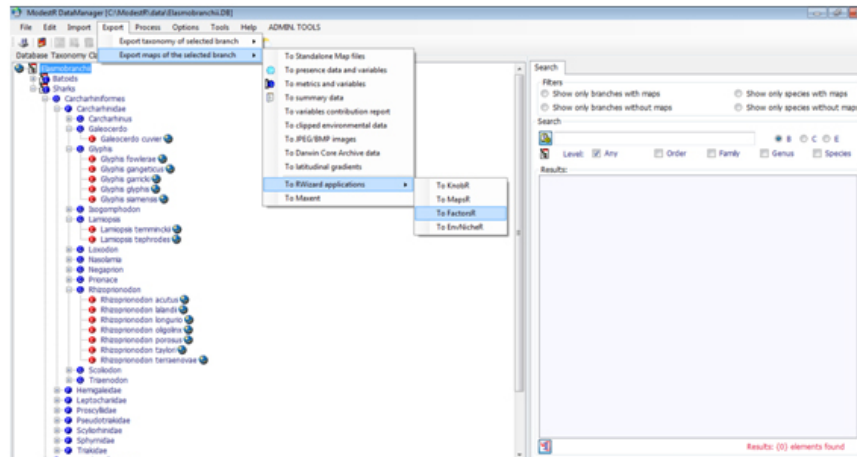 ModestR DataManager [C:\ModestR\data\Elasmobranchii.DB]
File Edit Import Export Process Options Tools Help ADMIN. TOOLS
Export taxonomy of selected branch
Export maps of the selected branch
Database Taxonomy Cla
To Standalone Map files
To presence data and variables
To metrics and variables
To summary data
To variables contribution report
To clipped environmental data
To JPEG/BMP images
To Darwin Core Archive data
To latitudinal gradients
To RWizard applications
To Maxent
To KnobR
To MapsR
To FactorsR
To EnvNicheR
Elasmobranchii
Batoids
Sharks
Carcharhiniformes
Carcharhinidae
Carcharhinus
Galeocerdo
Galeocerdo cuvier
Glyphis
Glyphis fowlerae
Glyphis gangeticus
Glyphis garricki
Glyphis glyphis
Glyphis siamensis
Isogomphodon
Lamiopsis
Lamiopsis temminckii
Lamiopsis tephrodes
Loxodon
Nasolamia
Negaprion
Prionace
Rhizoprionodon
Rhizoprionodon acutus
Rhizoprionodon lalandii
Rhizoprionodon longurio
Rhizoprionodon oligolinx
Rhizoprionodon porosus
Rhizoprionodon taylori
Rhizoprionodon terraenovae
Scoliodon
Triaenodon
Hemigaleidae
Leptochariidae
Proscylliidae
Pseudotriakidae
Scyliorhinidae
Sphyrnidae
Triakidae
Search
Filters
Show only branches with maps
Show only species with maps
Show only branches without maps
Show only species without maps
Search
B C E
Level: Any Order Family Genus Species
Results:
Results: (0) elements found